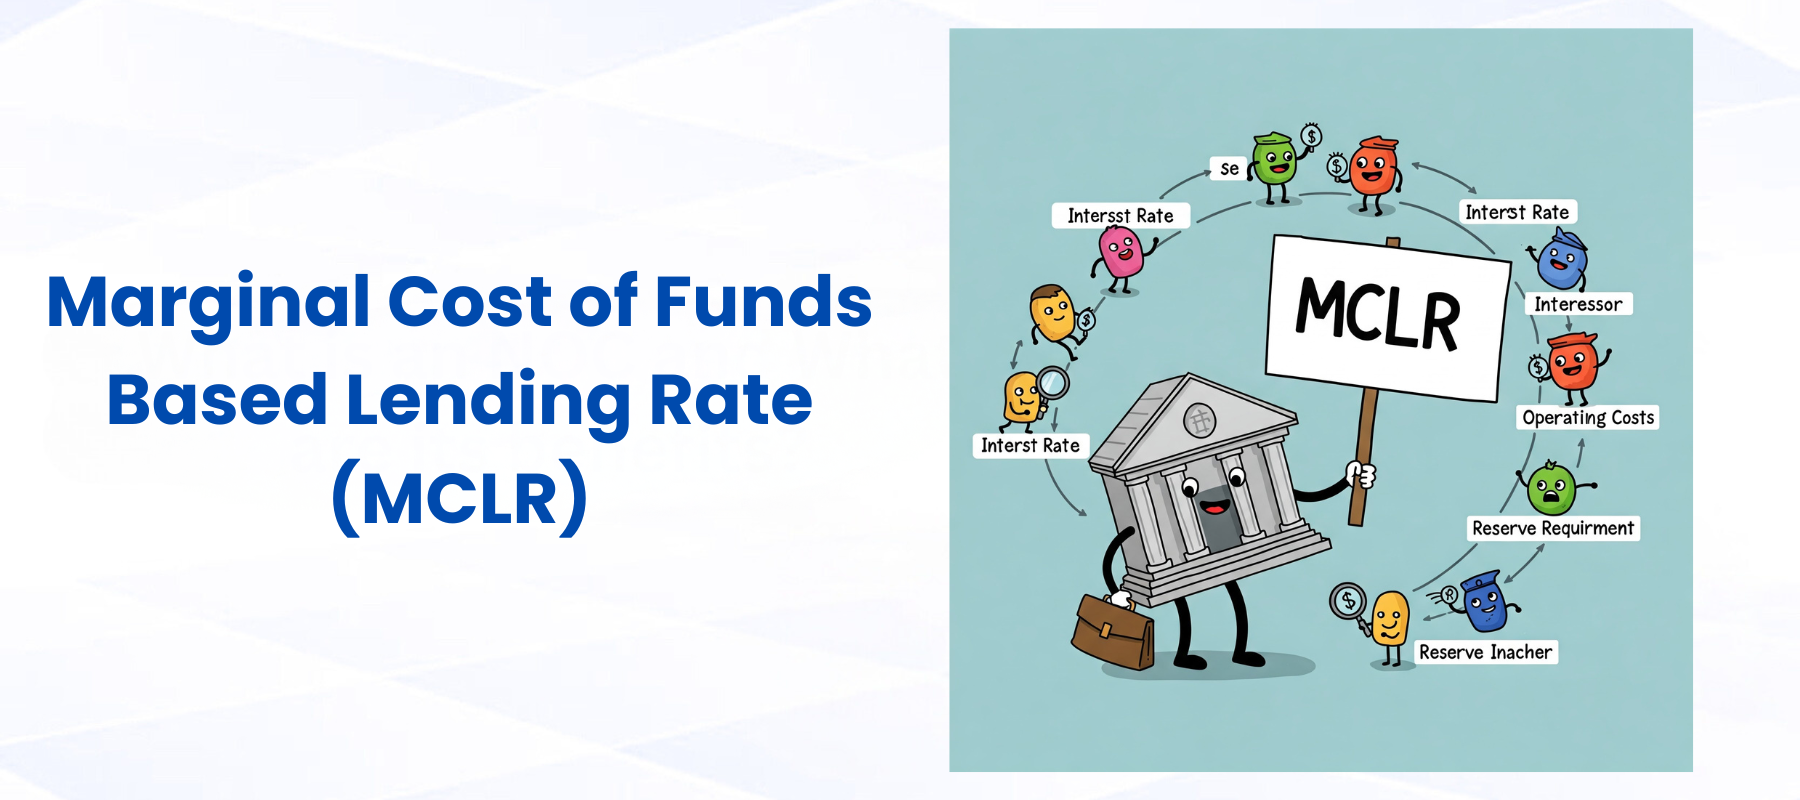 Marginal Cost of Funds
Based Lending Rate
(MCLR)
se
Intersst Rate
Interst Rate
MCLR
Interessor
Operating Costs
Interst Rate
Reserve Requirment
Reserve Inacher